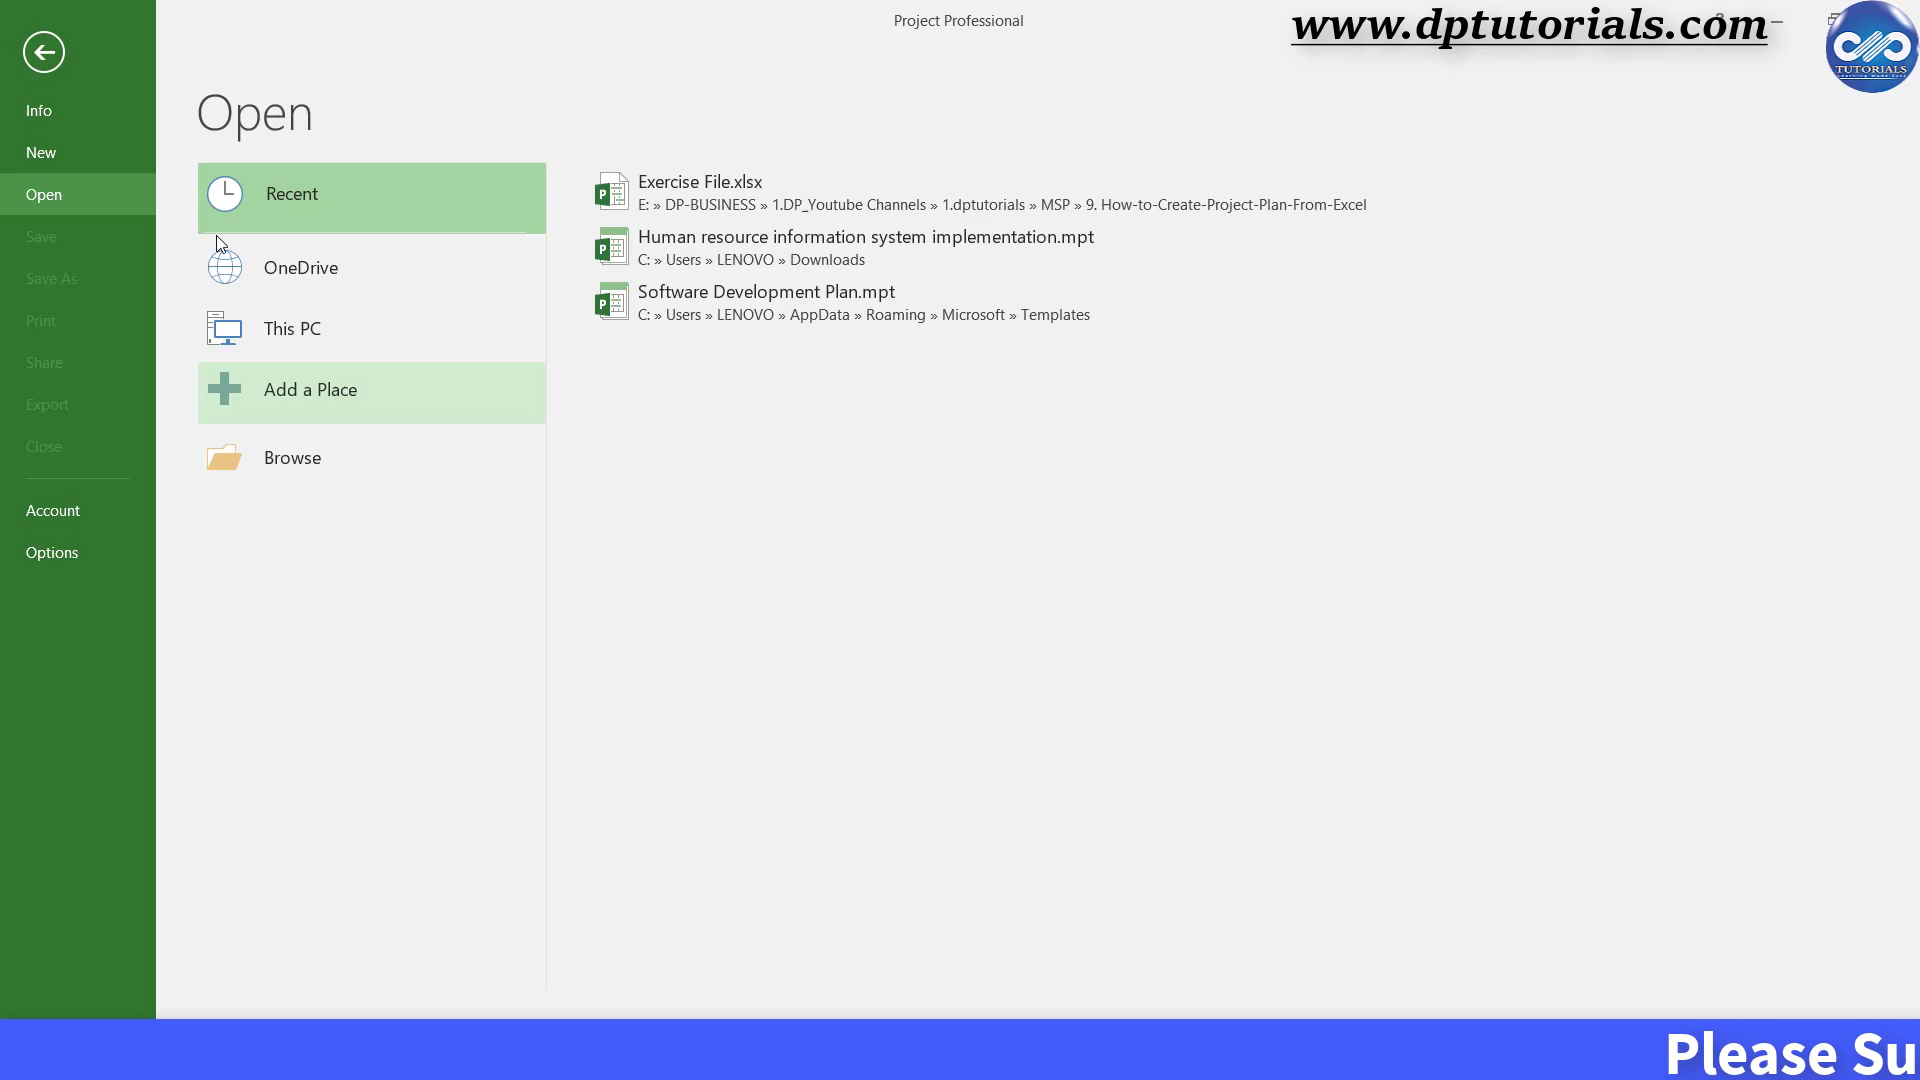 Project Professional
www.dptutorials.com
TUTORIALS
Learning Made Easy
Info
New
Open
Save
Save As
Print
Share
Export
Close
Account
Options
Open
Recent
OneDrive
This PC
Add a Place
Browse
Exercise File.xlsx
E: » DP-BUSINESS » 1.DP_Youtube Channels » 1.dptutorials » MSP » 9. How-to-Create-Project-Plan-From-Excel
Human resource information system implementation.mpt
C: » Users » LENOVO » Downloads
Software Development Plan.mpt
C: » Users » LENOVO » AppData » Roaming » Microsoft » Templates
Please Su